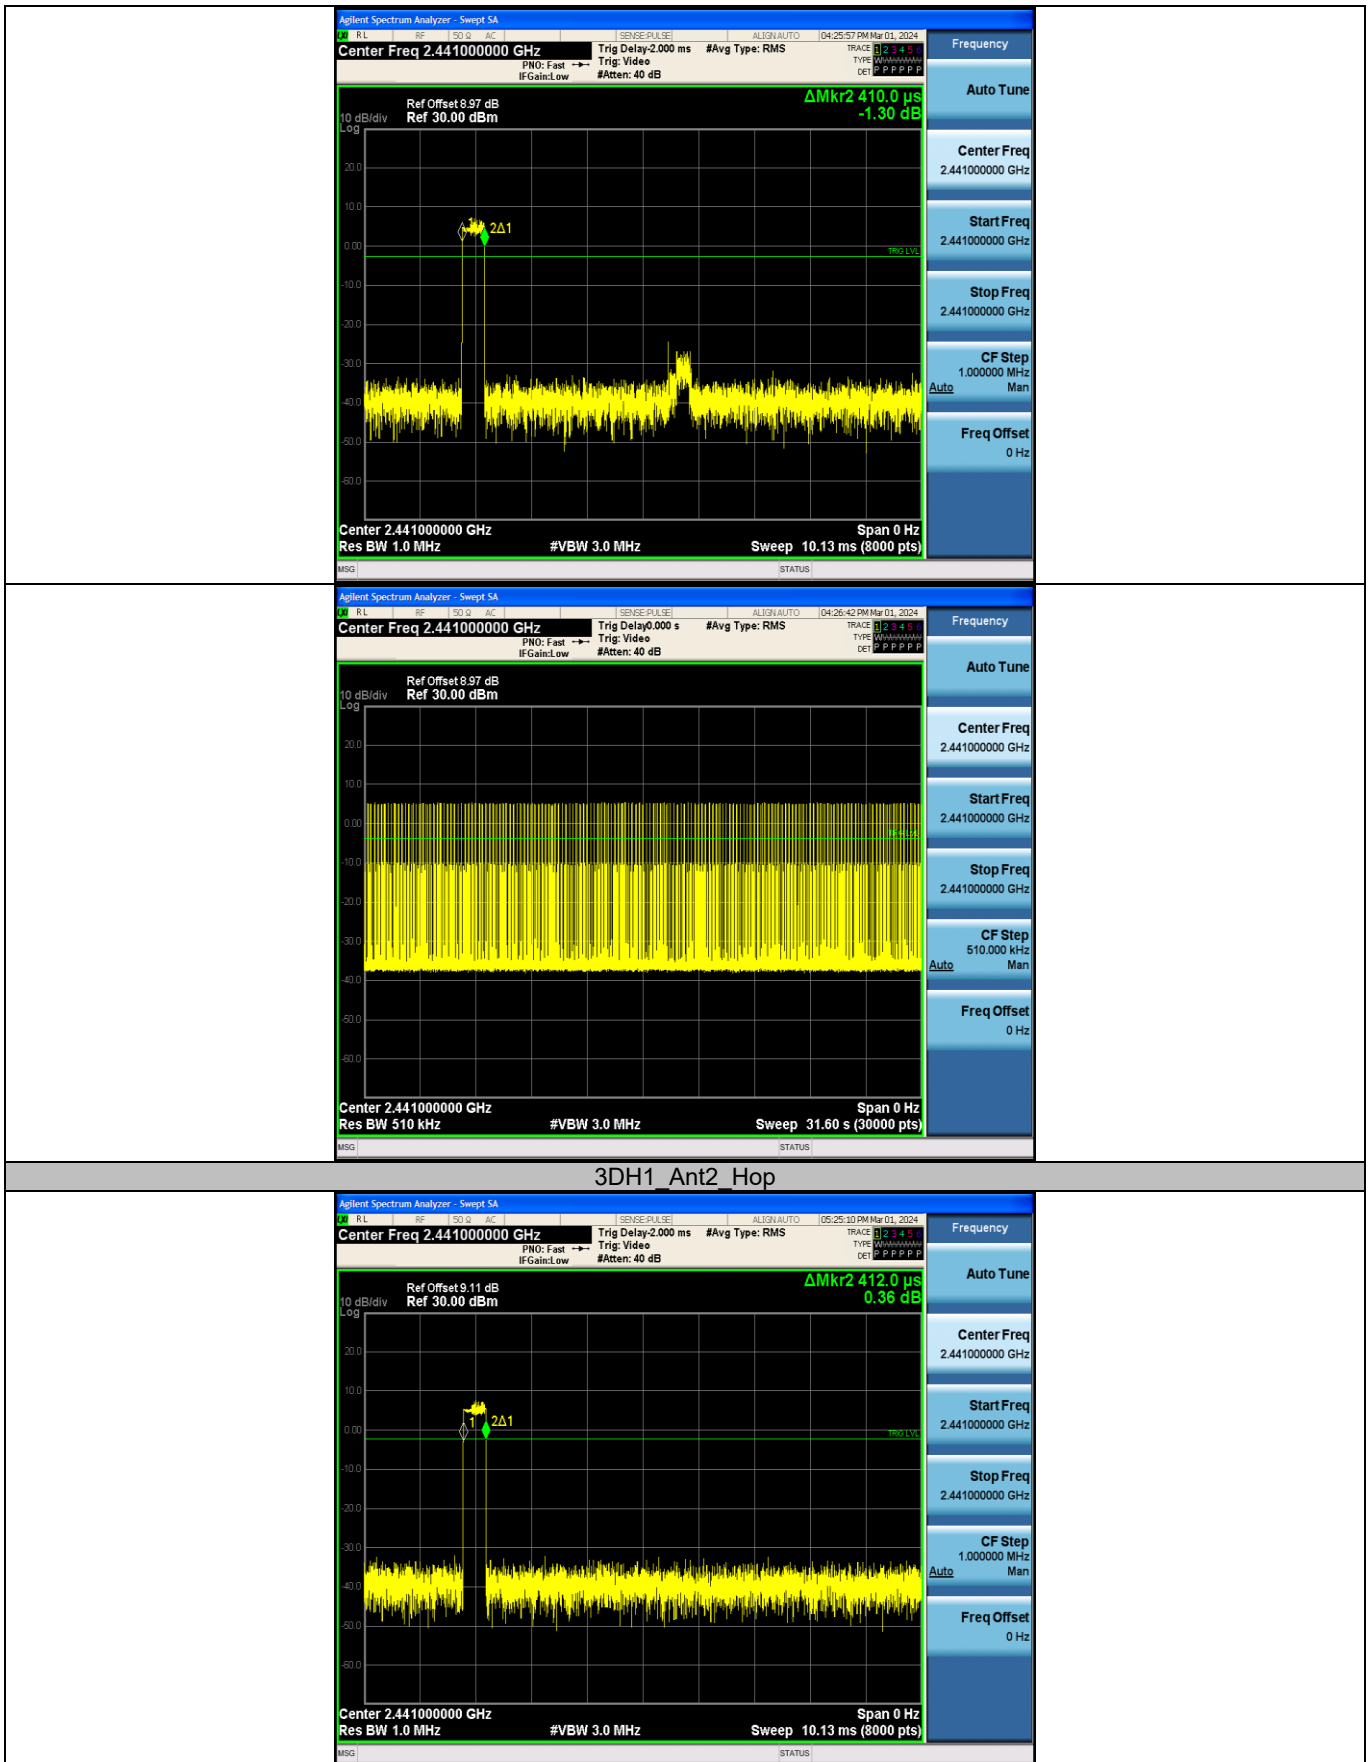 Agilent Spectrum Analyzer - Swept SA
RL RF 50 Ω AC SENSE:PULSE ALIGN AUTO 04:25:57 PM Mar 01, 2024
Center Freq 2.441000000 GHz
PNO: Fast
IFGain:Low
Trig Delay-2.000 ms
Trig: Video
#Atten: 40 dB
#Avg Type: RMS
TRACE 1 2 3 4 5 6
TYPE
DET P P P P P P
ΔMkr2 410.0 µs
-1.30 dB
Ref Offset 8.97 dB
Ref 30.00 dBm
10 dB/div
Log
20.0
10.0
0.00
-10.0
-20.0
-30.0
-40.0
-50.0
-60.0
1
2Δ1
TRIG LVL
Center 2.441000000 GHz Span 0 Hz
Res BW 1.0 MHz #VBW 3.0 MHz Sweep 10.13 ms (8000 pts)
MSG STATUS
Frequency
Auto Tune
Center Freq
2.441000000 GHz
Start Freq
2.441000000 GHz
Stop Freq
2.441000000 GHz
CF Step
1.000000 MHz
Auto Man
Freq Offset
0 Hz
Agilent Spectrum Analyzer - Swept SA
RL RF 50 Ω AC SENSE:PULSE ALIGN AUTO 04:26:42 PM Mar 01, 2024
Center Freq 2.441000000 GHz
PNO: Fast
IFGain:Low
Trig Delay0.000 s
Trig: Video
#Atten: 40 dB
#Avg Type: RMS
TRACE 1 2 3 4 5 6
TYPE
DET P P P P P P
Ref Offset 8.97 dB
Ref 30.00 dBm
10 dB/div
Log
20.0
10.0
0.00
-10.0
-20.0
-30.0
-40.0
-50.0
-60.0
Center 2.441000000 GHz Span 0 Hz
Res BW 510 kHz #VBW 3.0 MHz Sweep 31.60 s (30000 pts)
MSG STATUS
Frequency
Auto Tune
Center Freq
2.441000000 GHz
Start Freq
2.441000000 GHz
Stop Freq
2.441000000 GHz
CF Step
510.000 kHz
Auto Man
Freq Offset
0 Hz
3DH1_Ant2_Hop
Agilent Spectrum Analyzer - Swept SA
RL RF 50 Ω AC SENSE:PULSE ALIGN AUTO 05:25:10 PM Mar 01, 2024
Center Freq 2.441000000 GHz
PNO: Fast
IFGain:Low
Trig Delay-2.000 ms
Trig: Video
#Atten: 40 dB
#Avg Type: RMS
TRACE 1 2 3 4 5 6
TYPE
DET P P P P P P
ΔMkr2 412.0 µs
0.36 dB
Ref Offset 9.11 dB
Ref 30.00 dBm
10 dB/div
Log
20.0
10.0
0.00
-10.0
-20.0
-30.0
-40.0
-50.0
-60.0
1
2Δ1
TRIG LVL
Center 2.441000000 GHz Span 0 Hz
Res BW 1.0 MHz #VBW 3.0 MHz Sweep 10.13 ms (8000 pts)
MSG STATUS
Frequency
Auto Tune
Center Freq
2.441000000 GHz
Start Freq
2.441000000 GHz
Stop Freq
2.441000000 GHz
CF Step
1.000000 MHz
Auto Man
Freq Offset
0 Hz